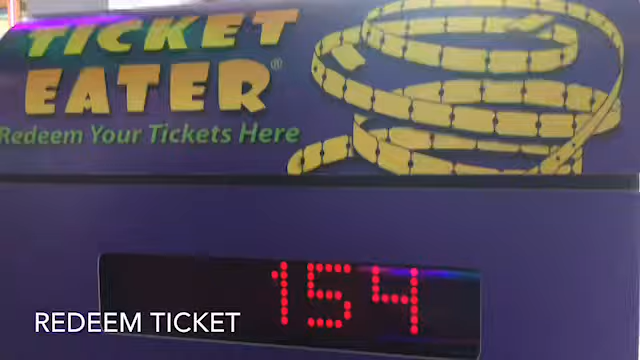 TICKET
EATER®
Redeem Your Tickets Here
154
REDEEM TICKET